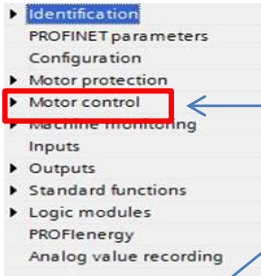 Identification
PROFINET parameters
Configuration
Motor protection
Motor control
Machine monitoring
Inputs
Outputs
Standard functions
Logic modules
PROFIenergy
Analog value recording